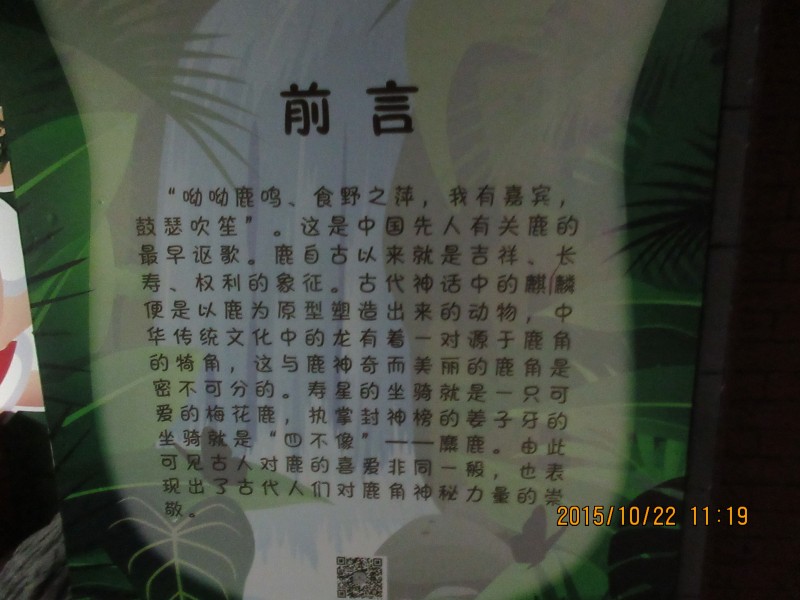 前言
“呦呦鹿鸣、食野之萍，我有嘉宾，
鼓瑟吹笙”。这是中国先人有关鹿的
最早讴歌。鹿自古以来就是吉祥、长
寿、权利的象征。古代神话中的麒麟
便是以鹿为原型塑造出来的动物，中
华传统文化中的龙有着一对源于鹿角
的犄角，这与鹿神奇而美丽的鹿角是
密不可分的。寿星的坐骑就是一只可
爱的梅花鹿，执掌封神榜的姜子牙的
坐骑就是“四不像”——麋鹿。由此
可见古人对鹿的喜爱非同一般，也表
现出了古代人们对鹿角神秘力量的崇
敬。
2015/10/22 11:19